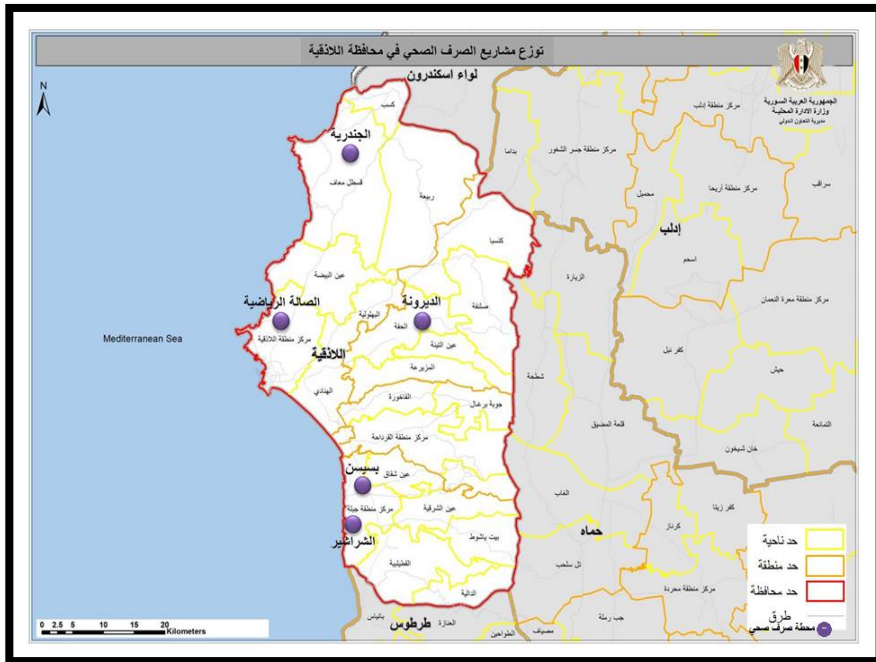 توزع مشاريع الصرف الصحي في محافظة اللاذقية
الجمهورية العربية السورية
وزارة الادارة المحلية
مديرية التعاون الدولي
N
لواء اسكندرون
كسب
الجندرية
قسطل معاف
ربيعة
بداما
مركز منطقة جسر الشغور
مركز منطقة إدلب
محمبل
مركز منطقة أريحا
سراقب
إدلب
احسم
كنسبا
الزيارة
عين البيضة
الصالة الرياضية
البهلولية
الديرونة
صلنفة
الحفة
مركز منطقة معرة النعمان
Mediterranean Sea
مركز منطقة اللاذقية
اللاذقية
عين التينة
المزيرعة
كفر نبل
شطحة
حيش
الهنادي
الفاخورة
جوبة برغال
قلعة المضيق
التمانعة
مركز منطقة القرداحة
خان شيخون
بسيسن
عين شقاق
الغاب
مركز منطقة جبلة
عين الشرقية
كفر زيتا
كرناز
الشراشير
بيت ياشوط
حماه
القطيلبية
تل سلحب
الدالية
مركز منطقة محردة
بانياس
طرطوس
العنازة
الطواحين
مصياف
جب رملة
حد ناحية
حد منطقة
حد محافظة
طرق
محطة صرف صحي
0 2.5 5 10 15 20
Kilometers